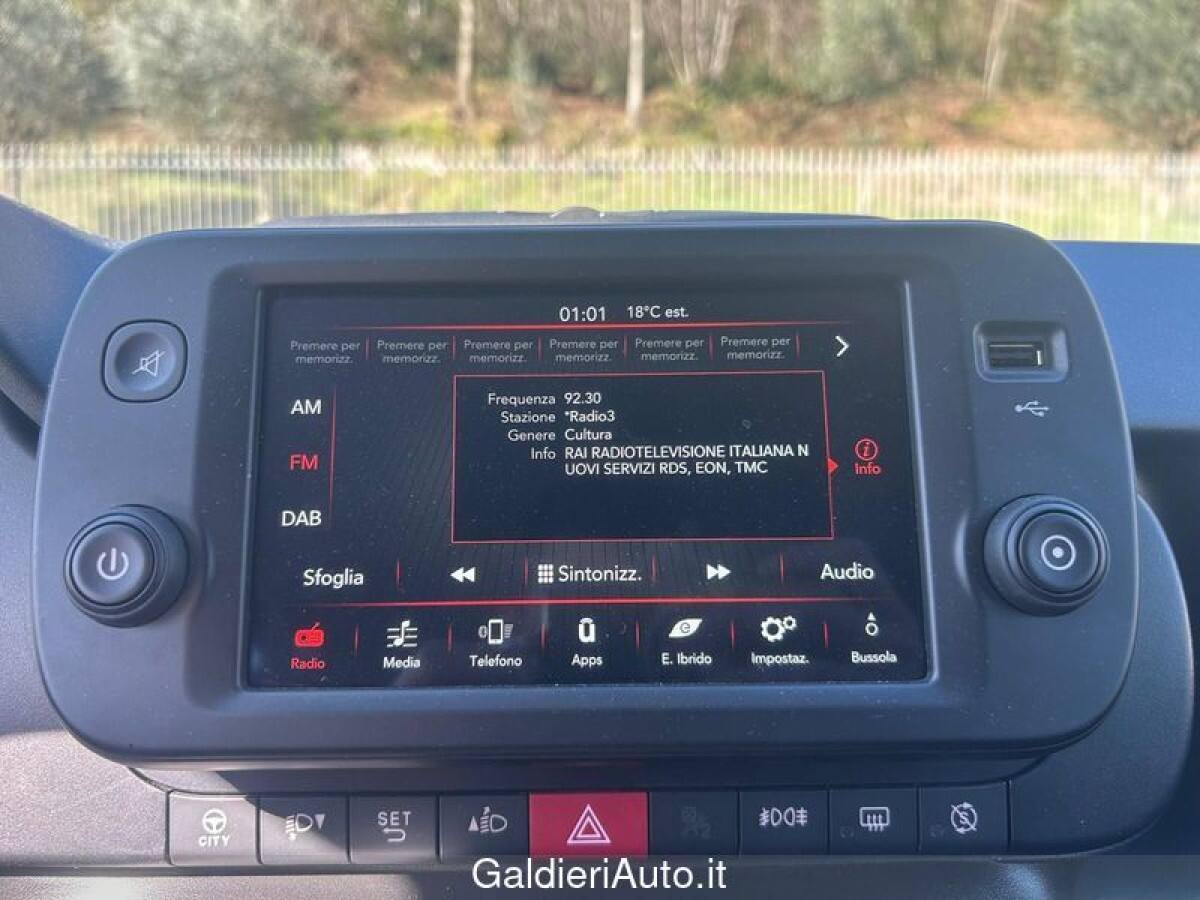 01:01 18°C est.
Premere per memorizz. Premere per memorizz. Premere per memorizz. Premere per memorizz. Premere per memorizz. Premere per memorizz.
AM
FM
DAB
Frequenza 92.30
Stazione *Radio3
Genere Cultura
Info RAI RADIOTELEVISIONE ITALIANA N
UOVI SERVIZI RDS, EON, TMC
Info
Sfoglia Sintonizz. Audio
Radio Media Telefono Apps E. Ibrido Impostaz. Bussola
CITY SET
GaldieriAuto.it